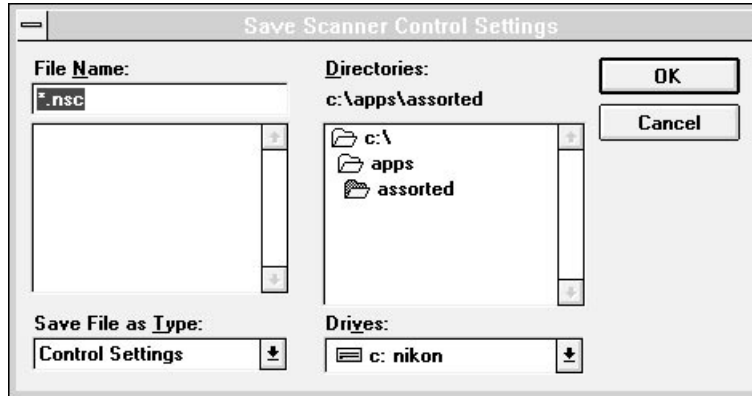 Save Scanner Control Settings
File Name:
*.nsc
Directories:
c:\apps\assorted
c:\
apps
assorted
OK
Cancel
Save File as Type:
Control Settings
Drives:
c: nikon